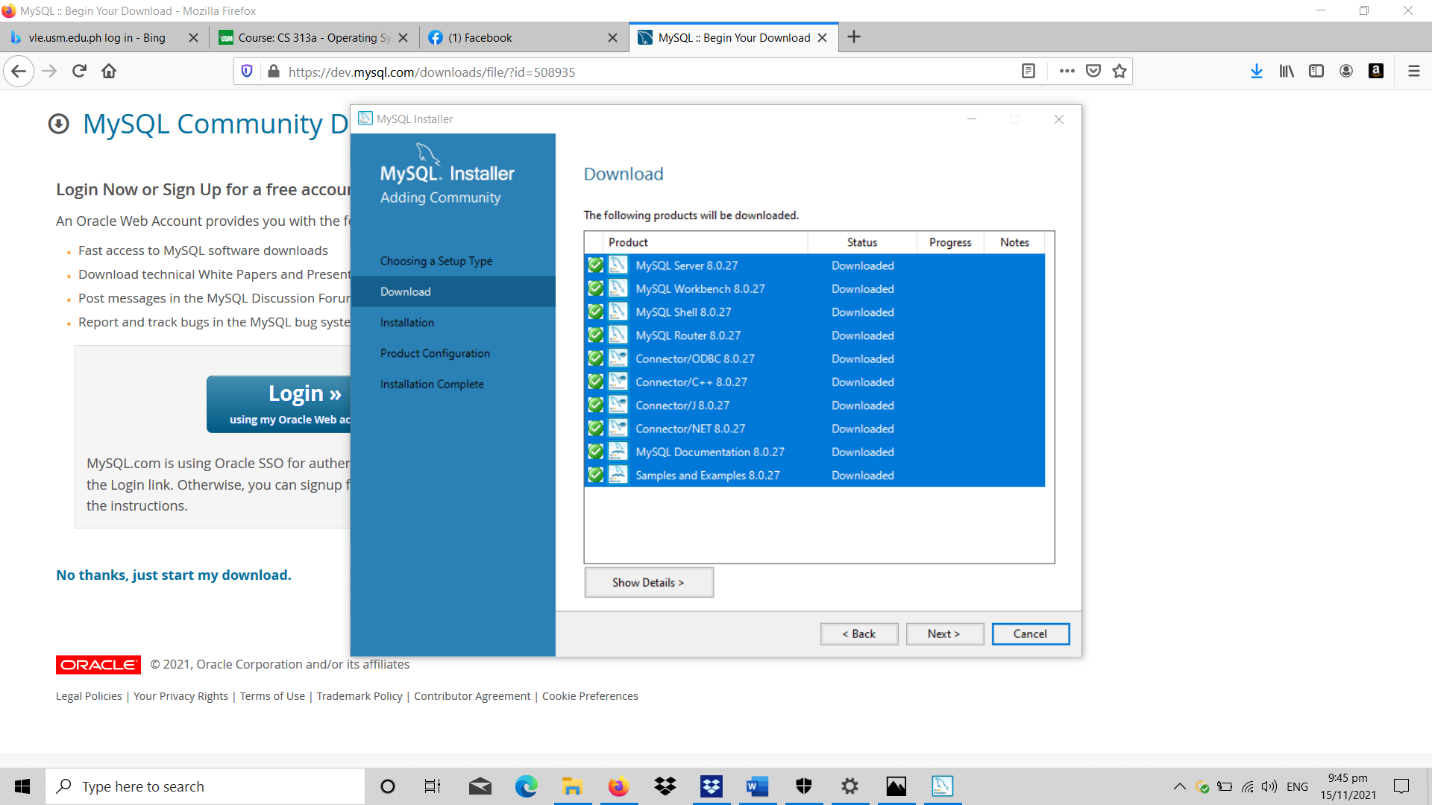 MySQL :: Begin Your Download - Mozilla Firefox
vle.usm.edu.ph log in - Bing
USM
Course: CS 313a - Operating Sy
(1) Facebook
MySQL :: Begin Your Download
https://dev.mysql.com/downloads/file/?id=508935
MySQL Community D
Login Now or Sign Up for a free accou
An Oracle Web Account provides you with the f
Fast access to MySQL software downloads
Download technical White Papers and Present
Post messages in the MySQL Discussion Foru
Report and track bugs in the MySQL bug syste
Login »
using my Oracle Web ac
MySQL.com is using Oracle SSO for auther
the Login link. Otherwise, you can signup f
the instructions.
No thanks, just start my download.
ORACLE © 2021, Oracle Corporation and/or its affiliates
Legal Policies | Your Privacy Rights | Terms of Use | Trademark Policy | Contributor Agreement | Cookie Preferences
MySQL Installer
MySQL. Installer
Adding Community
Choosing a Setup Type
Download
Installation
Product Configuration
Installation Complete
Download
The following products will be downloaded.
Product Status Progress Notes
MySQL Server 8.0.27 Downloaded
MySQL Workbench 8.0.27 Downloaded
MySQL Shell 8.0.27 Downloaded
MySQL Router 8.0.27 Downloaded
Connector/ODBC 8.0.27 Downloaded
Connector/C++ 8.0.27 Downloaded
Connector/J 8.0.27 Downloaded
Connector/NET 8.0.27 Downloaded
MySQL Documentation 8.0.27 Downloaded
Samples and Examples 8.0.27 Downloaded
Show Details >
< Back Next > Cancel
Type here to search
ENG
9:45 pm
15/11/2021